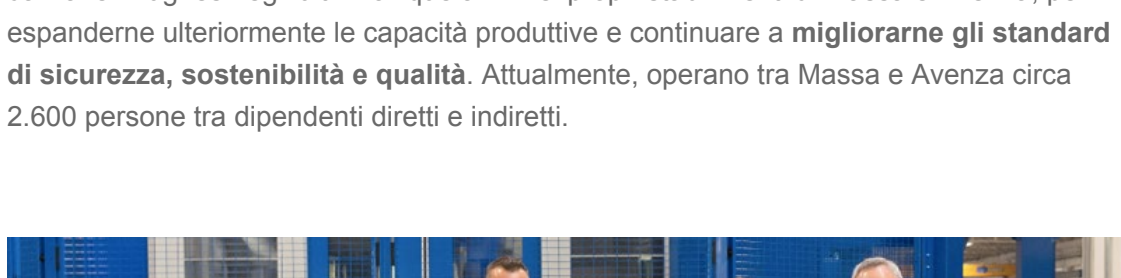 espanderne ulteriormente le capacità produttive e continuare a migliorarne gli standard
di sicurezza, sostenibilità e qualità. Attualmente, operano tra Massa e Avenza circa
2.600 persone tra dipendenti diretti e indiretti.